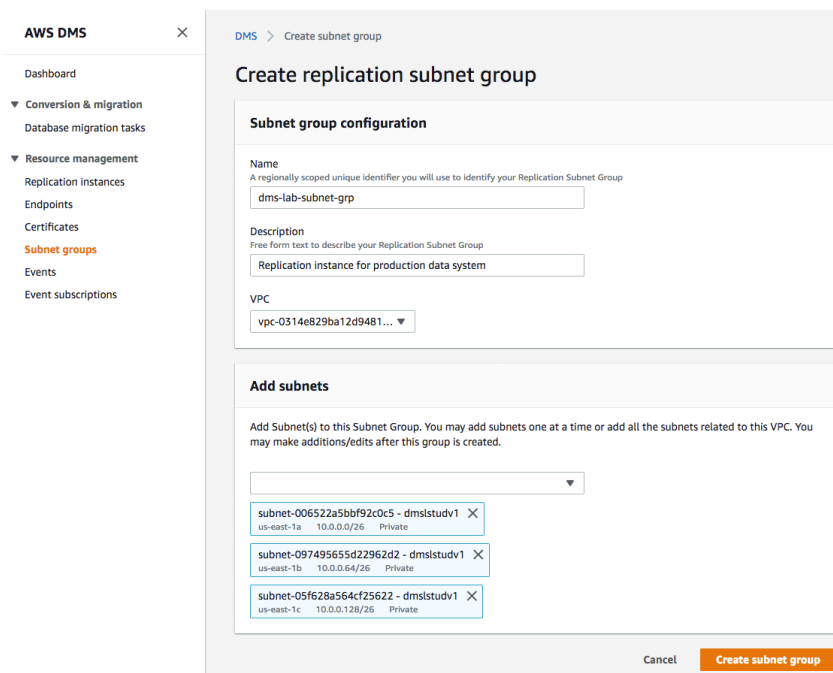 AWS DMS
Dashboard
Conversion & migration
Database migration tasks
Resource management
Replication instances
Endpoints
Certificates
Subnet groups
Events
Event subscriptions
DMS > Create subnet group
Create replication subnet group
Subnet group configuration
Name
A regionally scoped unique identifier you will use to identify your Replication Subnet Group
dms-lab-subnet-grp
Description
Free form text to describe your Replication Subnet Group
Replication instance for production data system
VPC
vpc-0314e829ba12d9481...
Add subnets
Add Subnet(s) to this Subnet Group. You may add subnets one at a time or add all the subnets related to this VPC. You
may make additions/edits after this group is created.
subnet-006522a5bbf92c0c5 - dmslstudv1
us-east-1a 10.0.0.0/26 Private
subnet-097495655d22962d2 - dmslstudv1
us-east-1b 10.0.0.64/26 Private
subnet-05f628a564cf25622 - dmslstudv1
us-east-1c 10.0.0.128/26 Private
Cancel Create subnet group